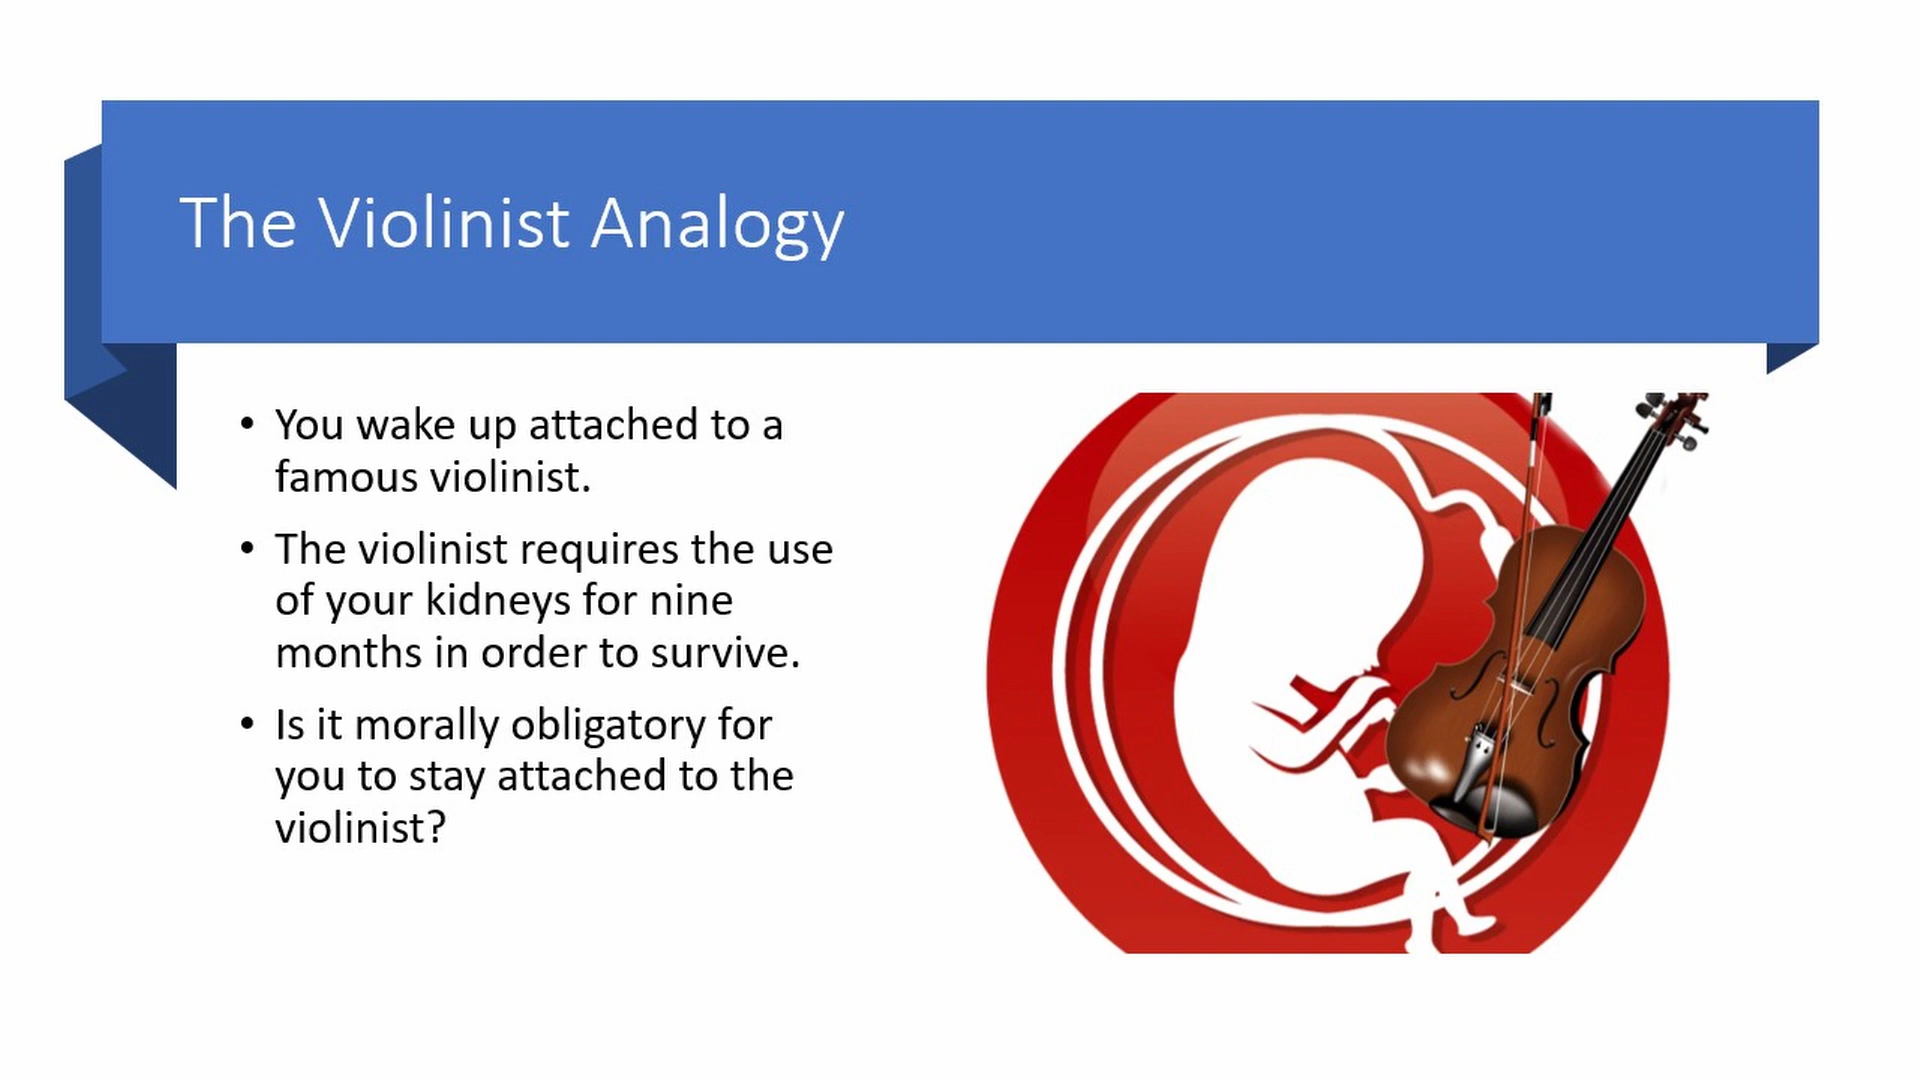 The Violinist Analogy
• You wake up attached to a
famous violinist.
• The violinist requires the use
of your kidneys for nine
months in order to survive.
• Is it morally obligatory for
you to stay attached to the
violinist?